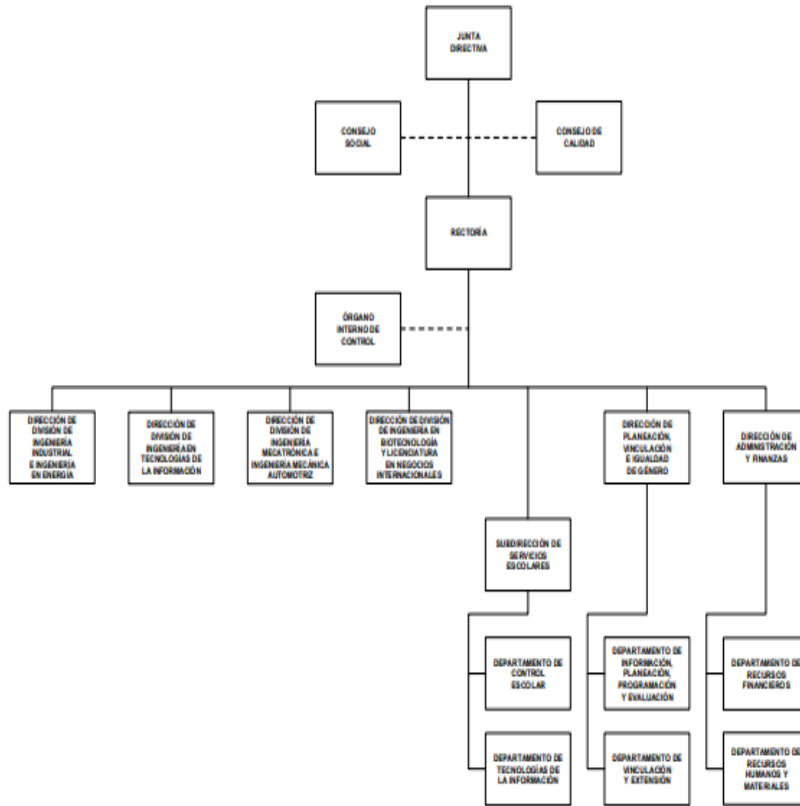 JUNTA
DIRECTIVA
CONSEJO
SOCIAL
CONSEJO DE
CALIDAD
RECTORÍA
ÓRGANO
INTERNO DE
CONTROL
DIRECCIÓN DE
DIVISIÓN DE
INGENIERÍA
INDUSTRIAL
E INGENIERÍA
EN ENERGÍA
DIRECCIÓN DE
DIVISIÓN DE
INGENIERÍA EN
TECNOLOGÍAS DE
LA INFORMACIÓN
DIRECCIÓN DE
DIVISIÓN DE
INGENIERÍA
MECATRÓNICA E
INGENIERÍA MECÁNICA
AUTOMOTRIZ
DIRECCIÓN DE DIVISIÓN
DE INGENIERÍA EN
BIOTECNOLOGÍA
Y LICENCIATURA
EN NEGOCIOS
INTERNACIONALES
DIRECCIÓN DE
PLANEACIÓN,
VINCULACIÓN
E IGUALDAD
DE GÉNERO
DIRECCIÓN DE
ADMINISTRACIÓN
Y FINANZAS
SUBDIRECCIÓN DE
SERVICIOS
ESCOLARES
DEPARTAMENTO DE
CONTROL
ESCOLAR
DEPARTAMENTO DE
INFORMACIÓN,
PLANEACIÓN,
PROGRAMACIÓN
Y EVALUACIÓN
DEPARTAMENTO DE
RECURSOS
FINANCIEROS
DEPARTAMENTO DE
TECNOLOGÍAS DE
LA INFORMACIÓN
DEPARTAMENTO DE
VINCULACIÓN
Y EXTENSIÓN
DEPARTAMENTO DE
RECURSOS
HUMANOS Y
MATERIALES